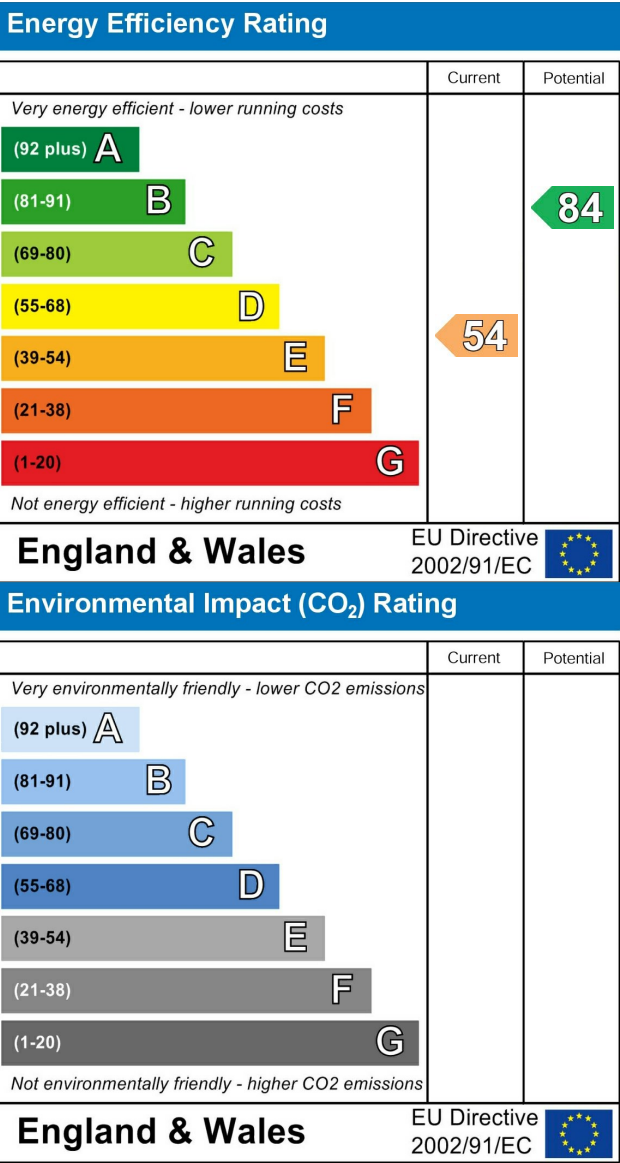 Energy Efficiency Rating
Current Potential
Very energy efficient - lower running costs
(92 plus) A
(81-91) B
84
(69-80) C
(55-68) D
54
(39-54) E
(21-38) F
(1-20) G
Not energy efficient - higher running costs
England & Wales
EU Directive
2002/91/EC
Environmental Impact (CO₂) Rating
Current Potential
Very environmentally friendly - lower CO2 emissions
(92 plus) A
(81-91) B
(69-80) C
(55-68) D
(39-54) E
(21-38) F
(1-20) G
Not environmentally friendly - higher CO2 emissions
England & Wales
EU Directive
2002/91/EC